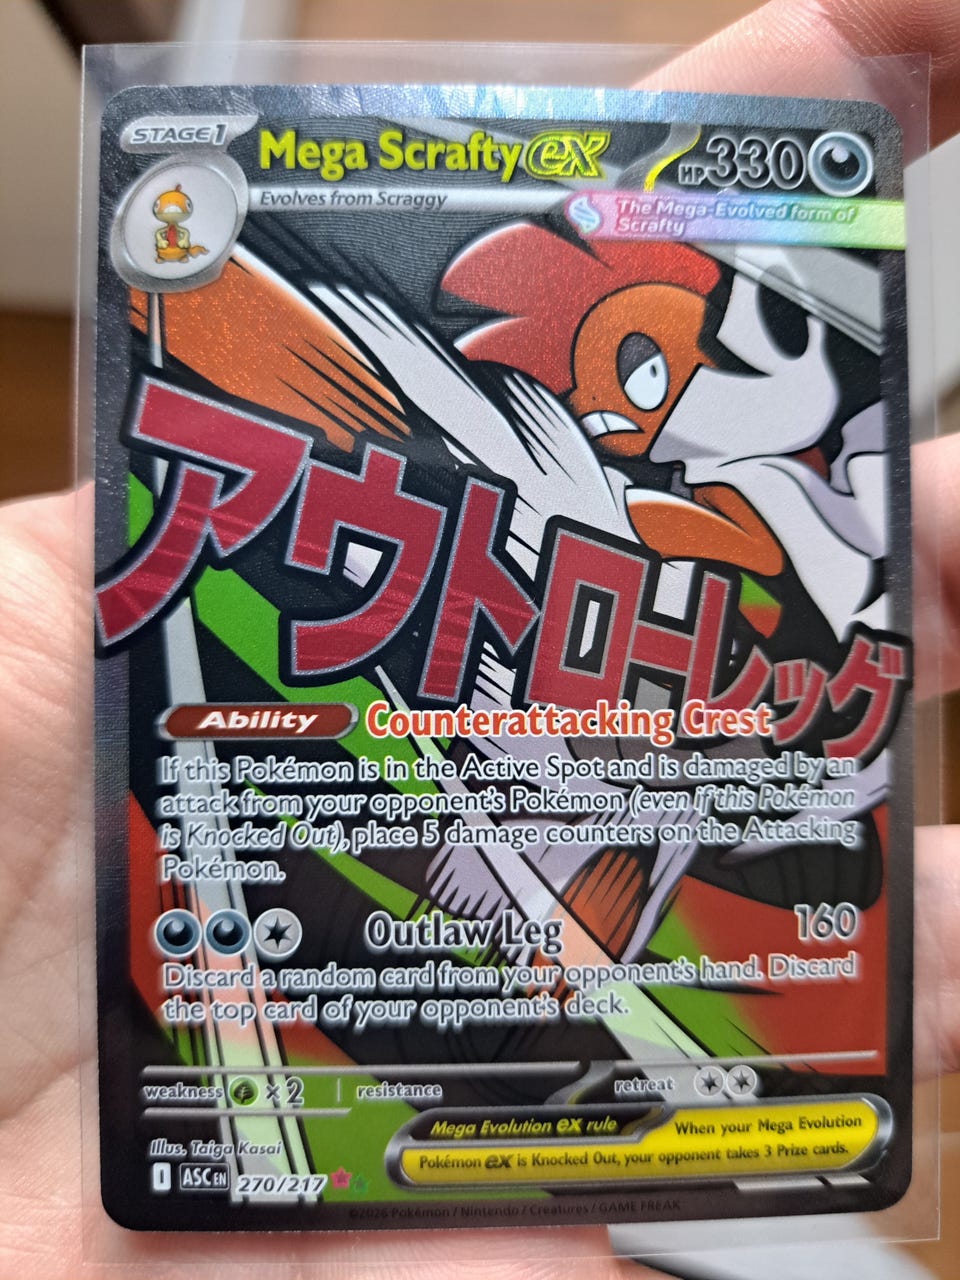 STAGE1
Mega Scrafty ex
HP 330
Evolves from Scraggy
The Mega-Evolved form of
Scrafty
アウトローレッグ
Ability
Counterattacking Crest
If this Pokémon is in the Active Spot and is damaged by an
attack from your opponent's Pokémon (even if this Pokémon
is Knocked Out), place 5 damage counters on the Attacking
Pokémon.
Outlaw Leg 160
Discard a random card from your opponent's hand. Discard
the top card of your opponent's deck.
weakness ×2 resistance retreat
Mega Evolution ex rule
When your Mega Evolution
Pokémon ex is Knocked Out, your opponent takes 3 Prize cards.
Illus. Taiga Kasai
I ASC EN 270/217
©2026 Pokémon / Nintendo / Creatures / GAME FREAK